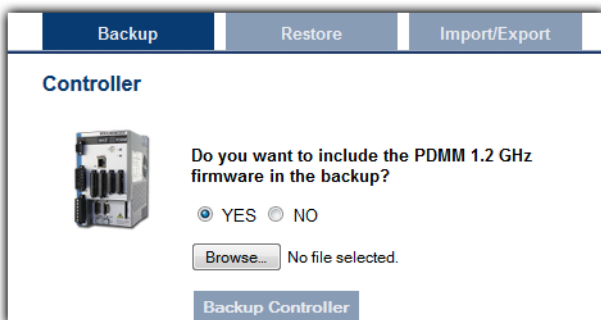 Backup Restore Import/Export
Controller
Do you want to include the PDMM 1.2 GHz
firmware in the backup?
YES NO
Browse... No file selected.
Backup Controller